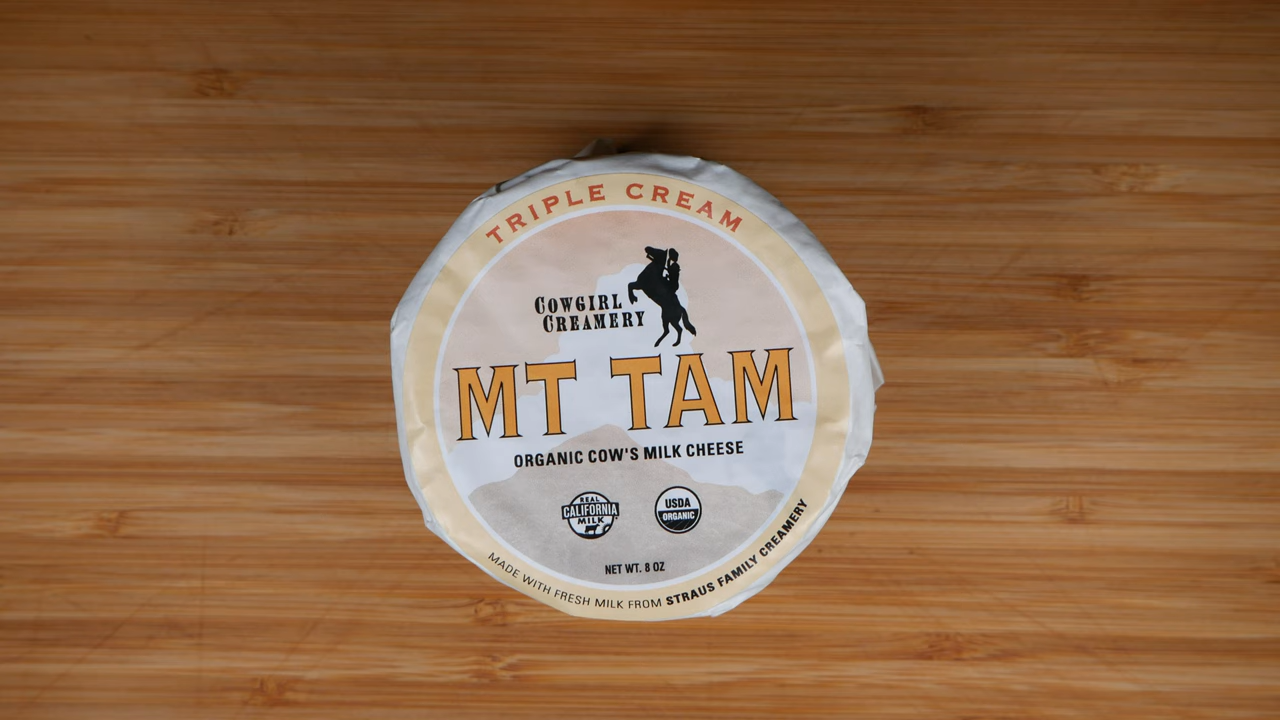 TRIPLE CREAM
COWGIRL
CREAMERY
MT TAM
ORGANIC COW'S MILK CHEESE
REAL
CALIFORNIA
MILK
USDA
ORGANIC
NET WT. 8 OZ
MADE WITH FRESH MILK FROM STRAUS FAMILY CREAMERY